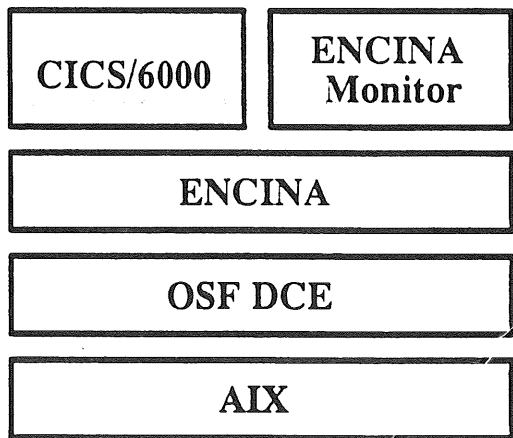 CICS/6000
ENCINA
Monitor
ENCINA
OSF DCE
AIX